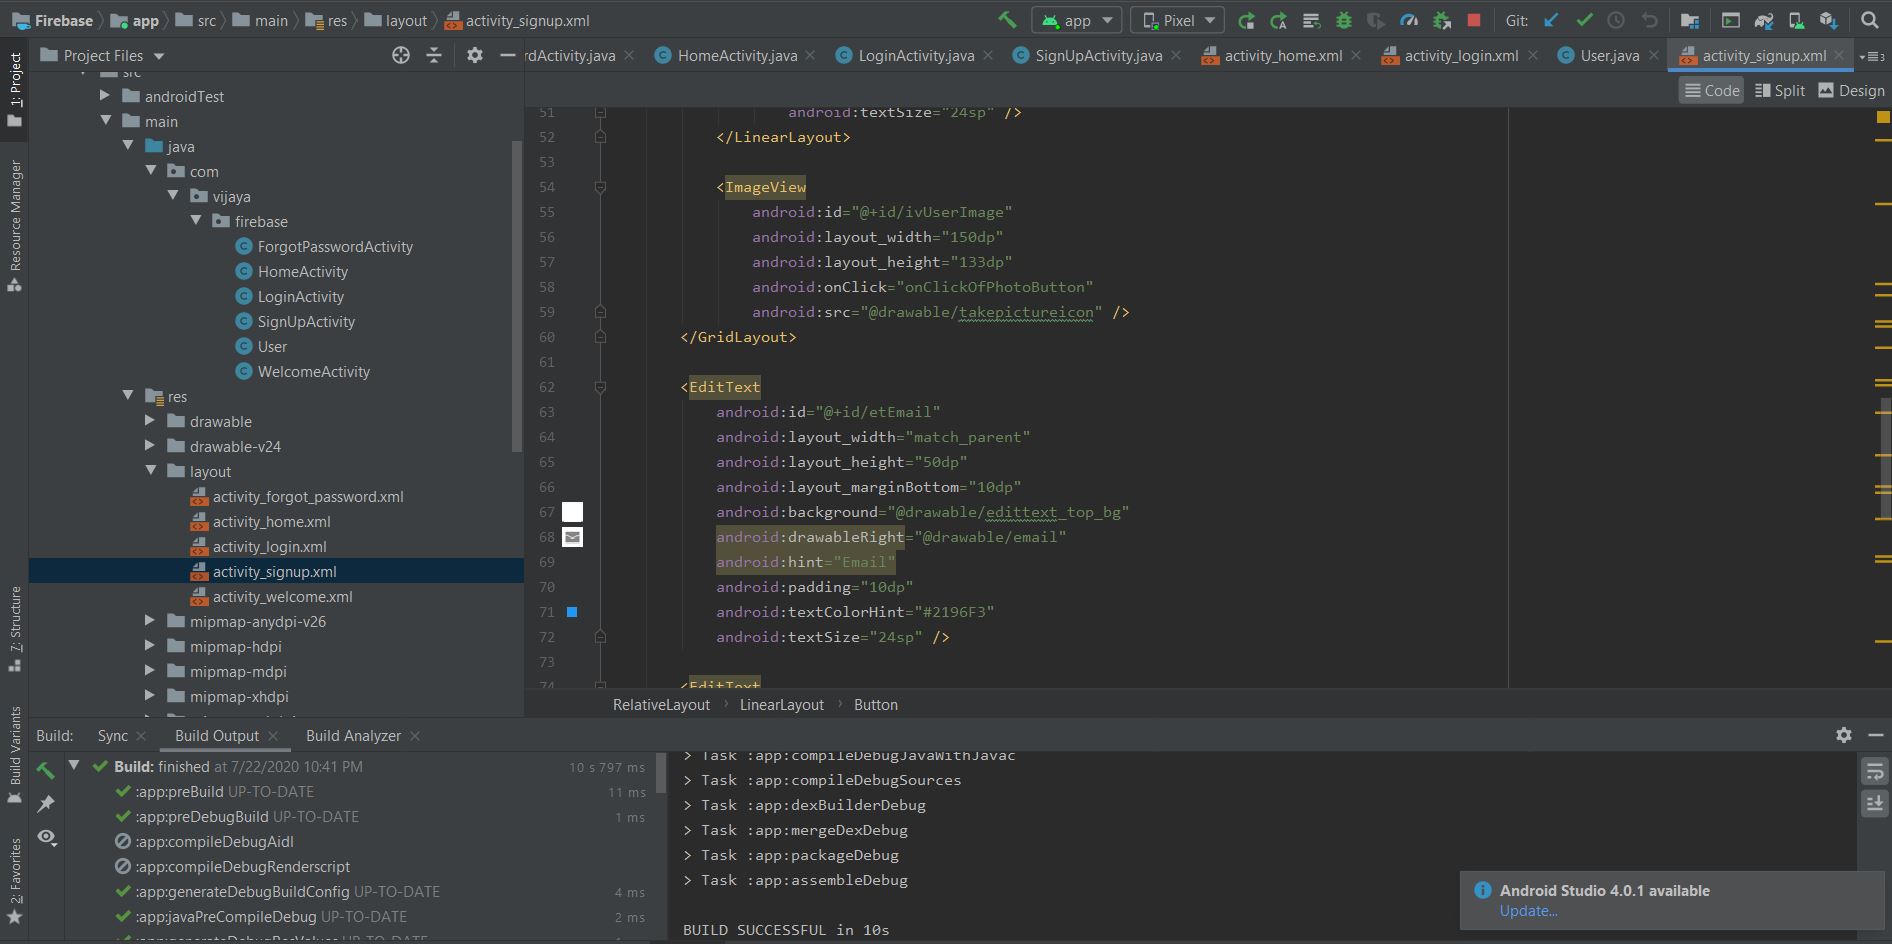 Firebase app src main res layout activity_signup.xml
app Pixel Git:
1: Project
Resource Manager
7: Structure
Build Variants
2: Favorites
Project Files
src
androidTest
main
java
com
vijaya
firebase
ForgotPasswordActivity
HomeActivity
LoginActivity
SignUpActivity
User
WelcomeActivity
res
drawable
drawable-v24
layout
activity_forgot_password.xml
activity_home.xml
activity_login.xml
activity_signup.xml
activity_welcome.xml
mipmap-anydpi-v26
mipmap-hdpi
mipmap-mdpi
mipmap-xhdpi
rdActivity.java HomeActivity.java LoginActivity.java SignUpActivity.java activity_home.xml activity_login.xml User.java activity_signup.xml 3
Code Split Design
51 android:textSize="24sp" />
52 </LinearLayout>
53
54 <ImageView
55 android:id="@+id/ivUserImage"
56 android:layout_width="150dp"
57 android:layout_height="133dp"
58 android:onClick="onClickOfPhotoButton"
59 android:src="@drawable/takepictureicon" />
60 </GridLayout>
61
62 <EditText
63 android:id="@+id/etEmail"
64 android:layout_width="match_parent"
65 android:layout_height="50dp"
66 android:layout_marginBottom="10dp"
67 android:background="@drawable/edittext_top_bg"
68 android:drawableRight="@drawable/email"
69 android:hint="Email"
70 android:padding="10dp"
71 android:textColorHint="#2196F3"
72 android:textSize="24sp" />
73
74 <EditText
RelativeLayout LinearLayout Button
Build: Sync Build Output Build Analyzer
Build: finished at 7/22/2020 10:41 PM 10 s 797 ms
:app:preBuild UP-TO-DATE 11 ms
:app:preDebugBuild UP-TO-DATE 1 ms
:app:compileDebugAidl
:app:compileDebugRenderscript
:app:generateDebugBuildConfig UP-TO-DATE 4 ms
:app:javaPreCompileDebug UP-TO-DATE 2 ms
:app:generateDebugResValues UP-TO-DATE
> Task :app:compileDebugJavaWithJavac
> Task :app:compileDebugSources
> Task :app:dexBuilderDebug
> Task :app:mergeDexDebug
> Task :app:packageDebug
> Task :app:assembleDebug
BUILD SUCCESSFUL in 10s
Android Studio 4.0.1 available
Update...